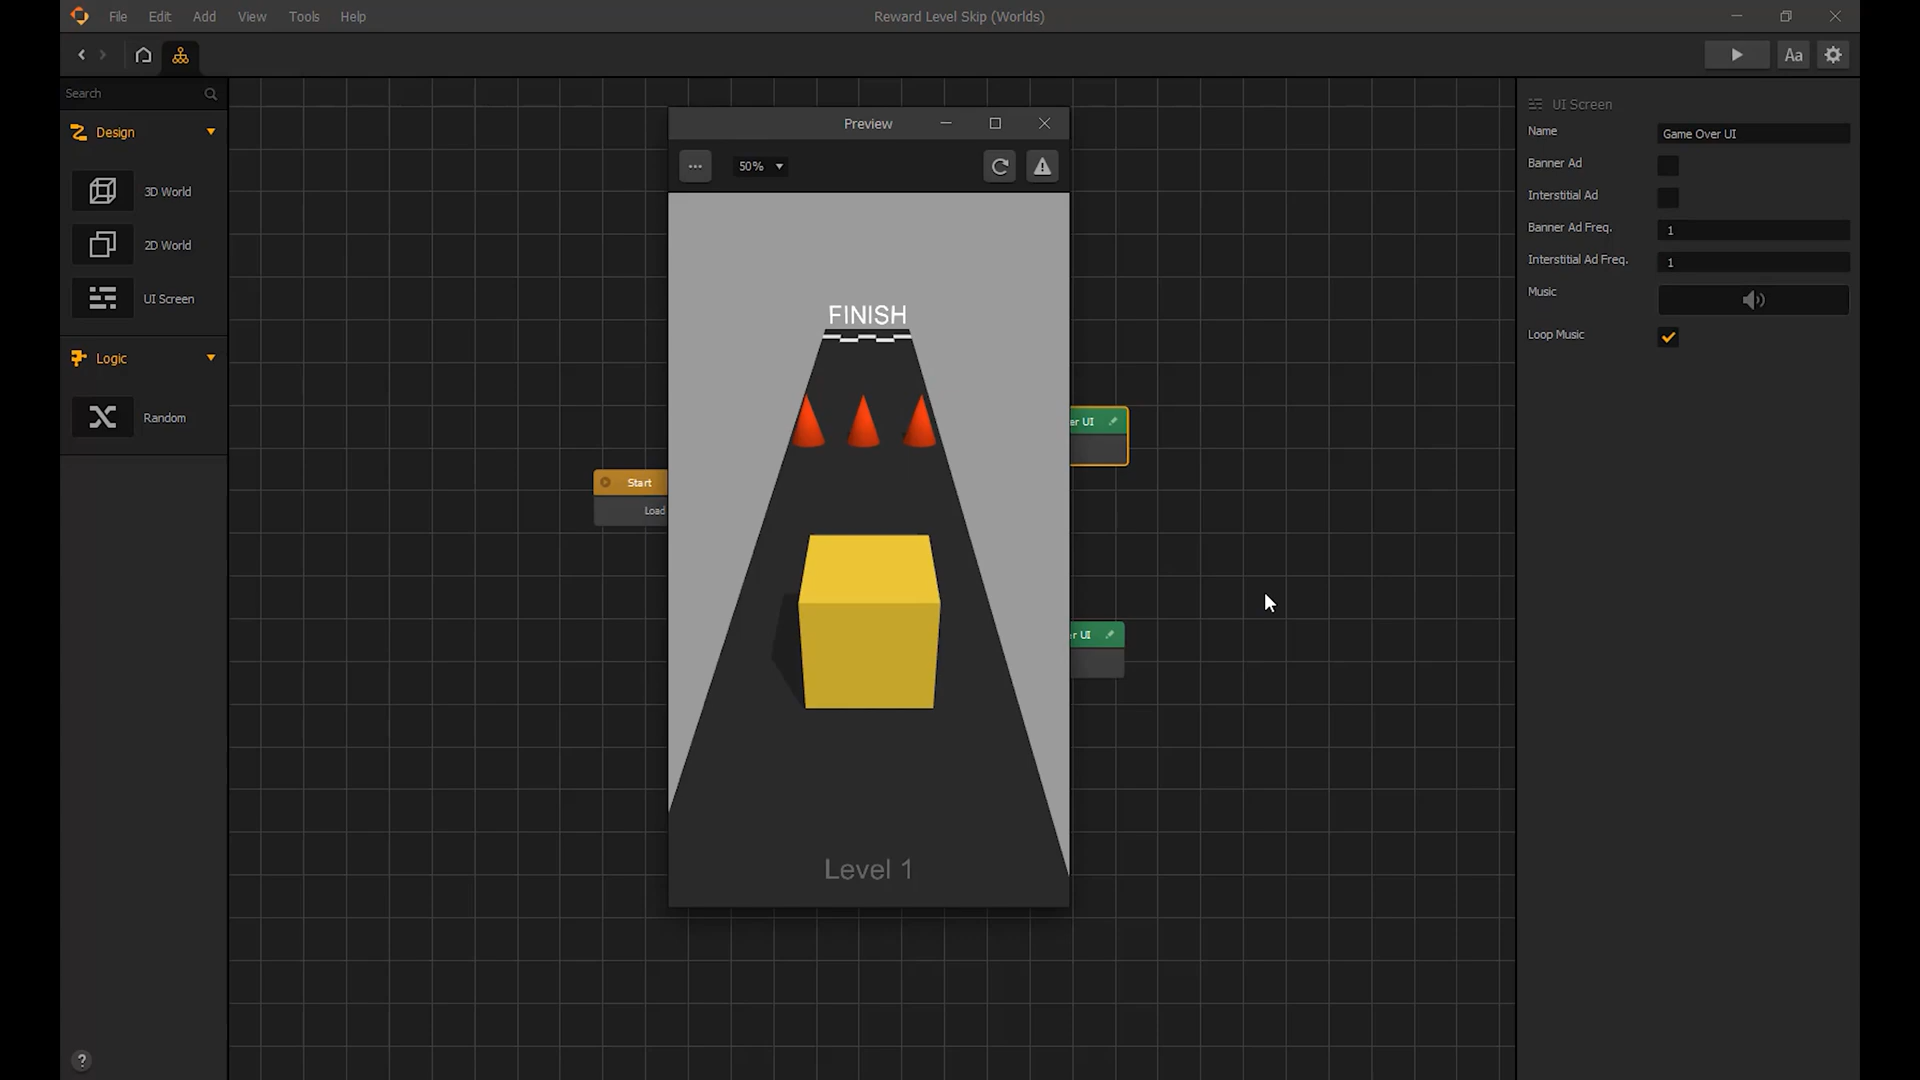 File Edit Add View Tools Help
Reward Level Skip (Worlds)
Aa
Search
Design
3D World
2D World
UI Screen
Logic
Random
Start
Load
Preview
50%
FINISH
Level 1
er UI
er UI
UI Screen
Name Game Over UI
Banner Ad
Interstitial Ad
Banner Ad Freq. 1
Interstitial Ad Freq. 1
Music
Loop Music
?